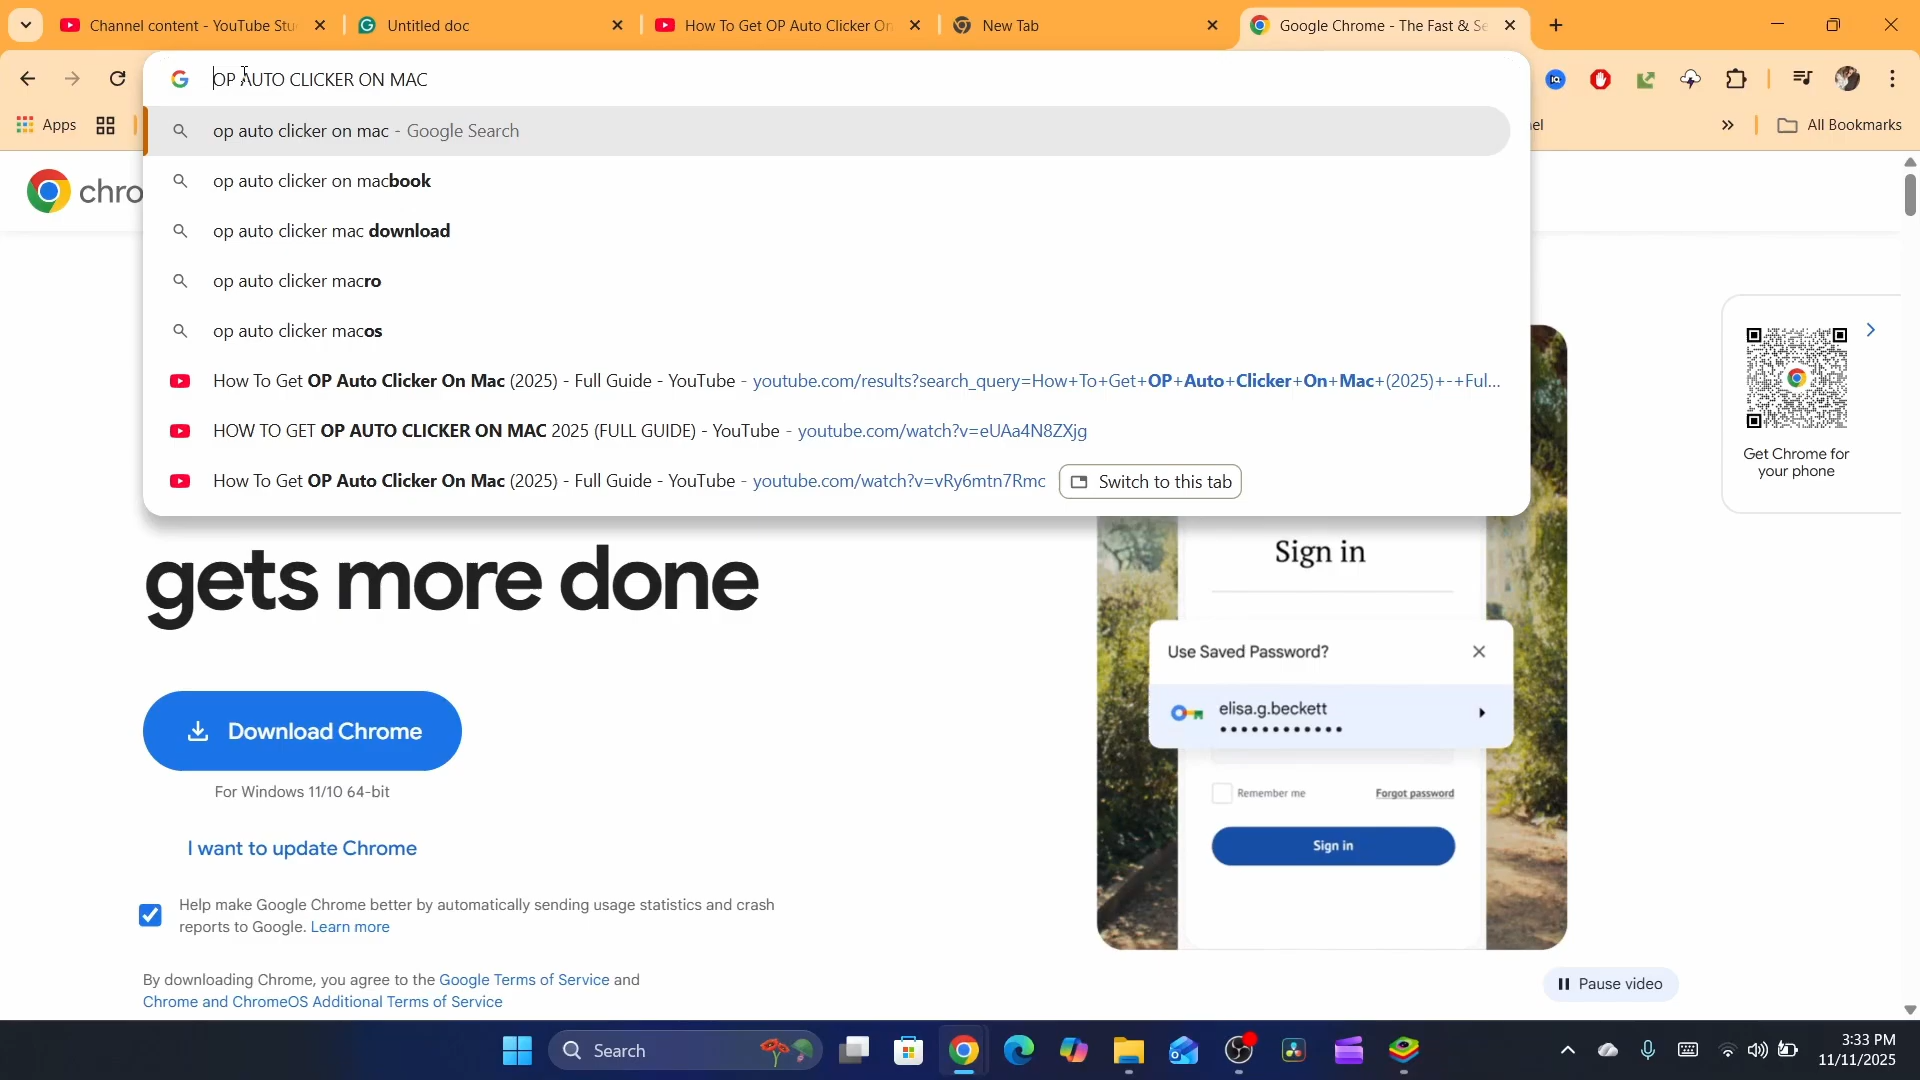 Channel content - YouTube Stu
Untitled doc
How To Get OP Auto Clicker On
New Tab
Google Chrome - The Fast & Se
OP AUTO CLICKER ON MAC
Apps
All Bookmarks
op auto clicker on mac - Google Search
op auto clicker on macbook
op auto clicker mac download
op auto clicker macro
op auto clicker macos
How To Get OP Auto Clicker On Mac (2025) - Full Guide - YouTube - youtube.com/results?search_query=How+To+Get+OP+Auto+Clicker+On+Mac+(2025)+-+Ful...
HOW TO GET OP AUTO CLICKER ON MAC 2025 (FULL GUIDE) - YouTube - youtube.com/watch?v=eUAa4N8ZXjg
How To Get OP Auto Clicker On Mac (2025) - Full Guide - YouTube - youtube.com/watch?v=vRy6mtn7Rmc Switch to this tab
chro
Get Chrome for
your phone
gets more done
Download Chrome
For Windows 11/10 64-bit
I want to update Chrome
Help make Google Chrome better by automatically sending usage statistics and crash
reports to Google. Learn more
By downloading Chrome, you agree to the Google Terms of Service and
Chrome and ChromeOS Additional Terms of Service
Sign in
Use Saved Password?
elisa.g.beckett
Remember me
Forgot password
Sign in
Pause video
Search
3:33 PM
11/11/2025